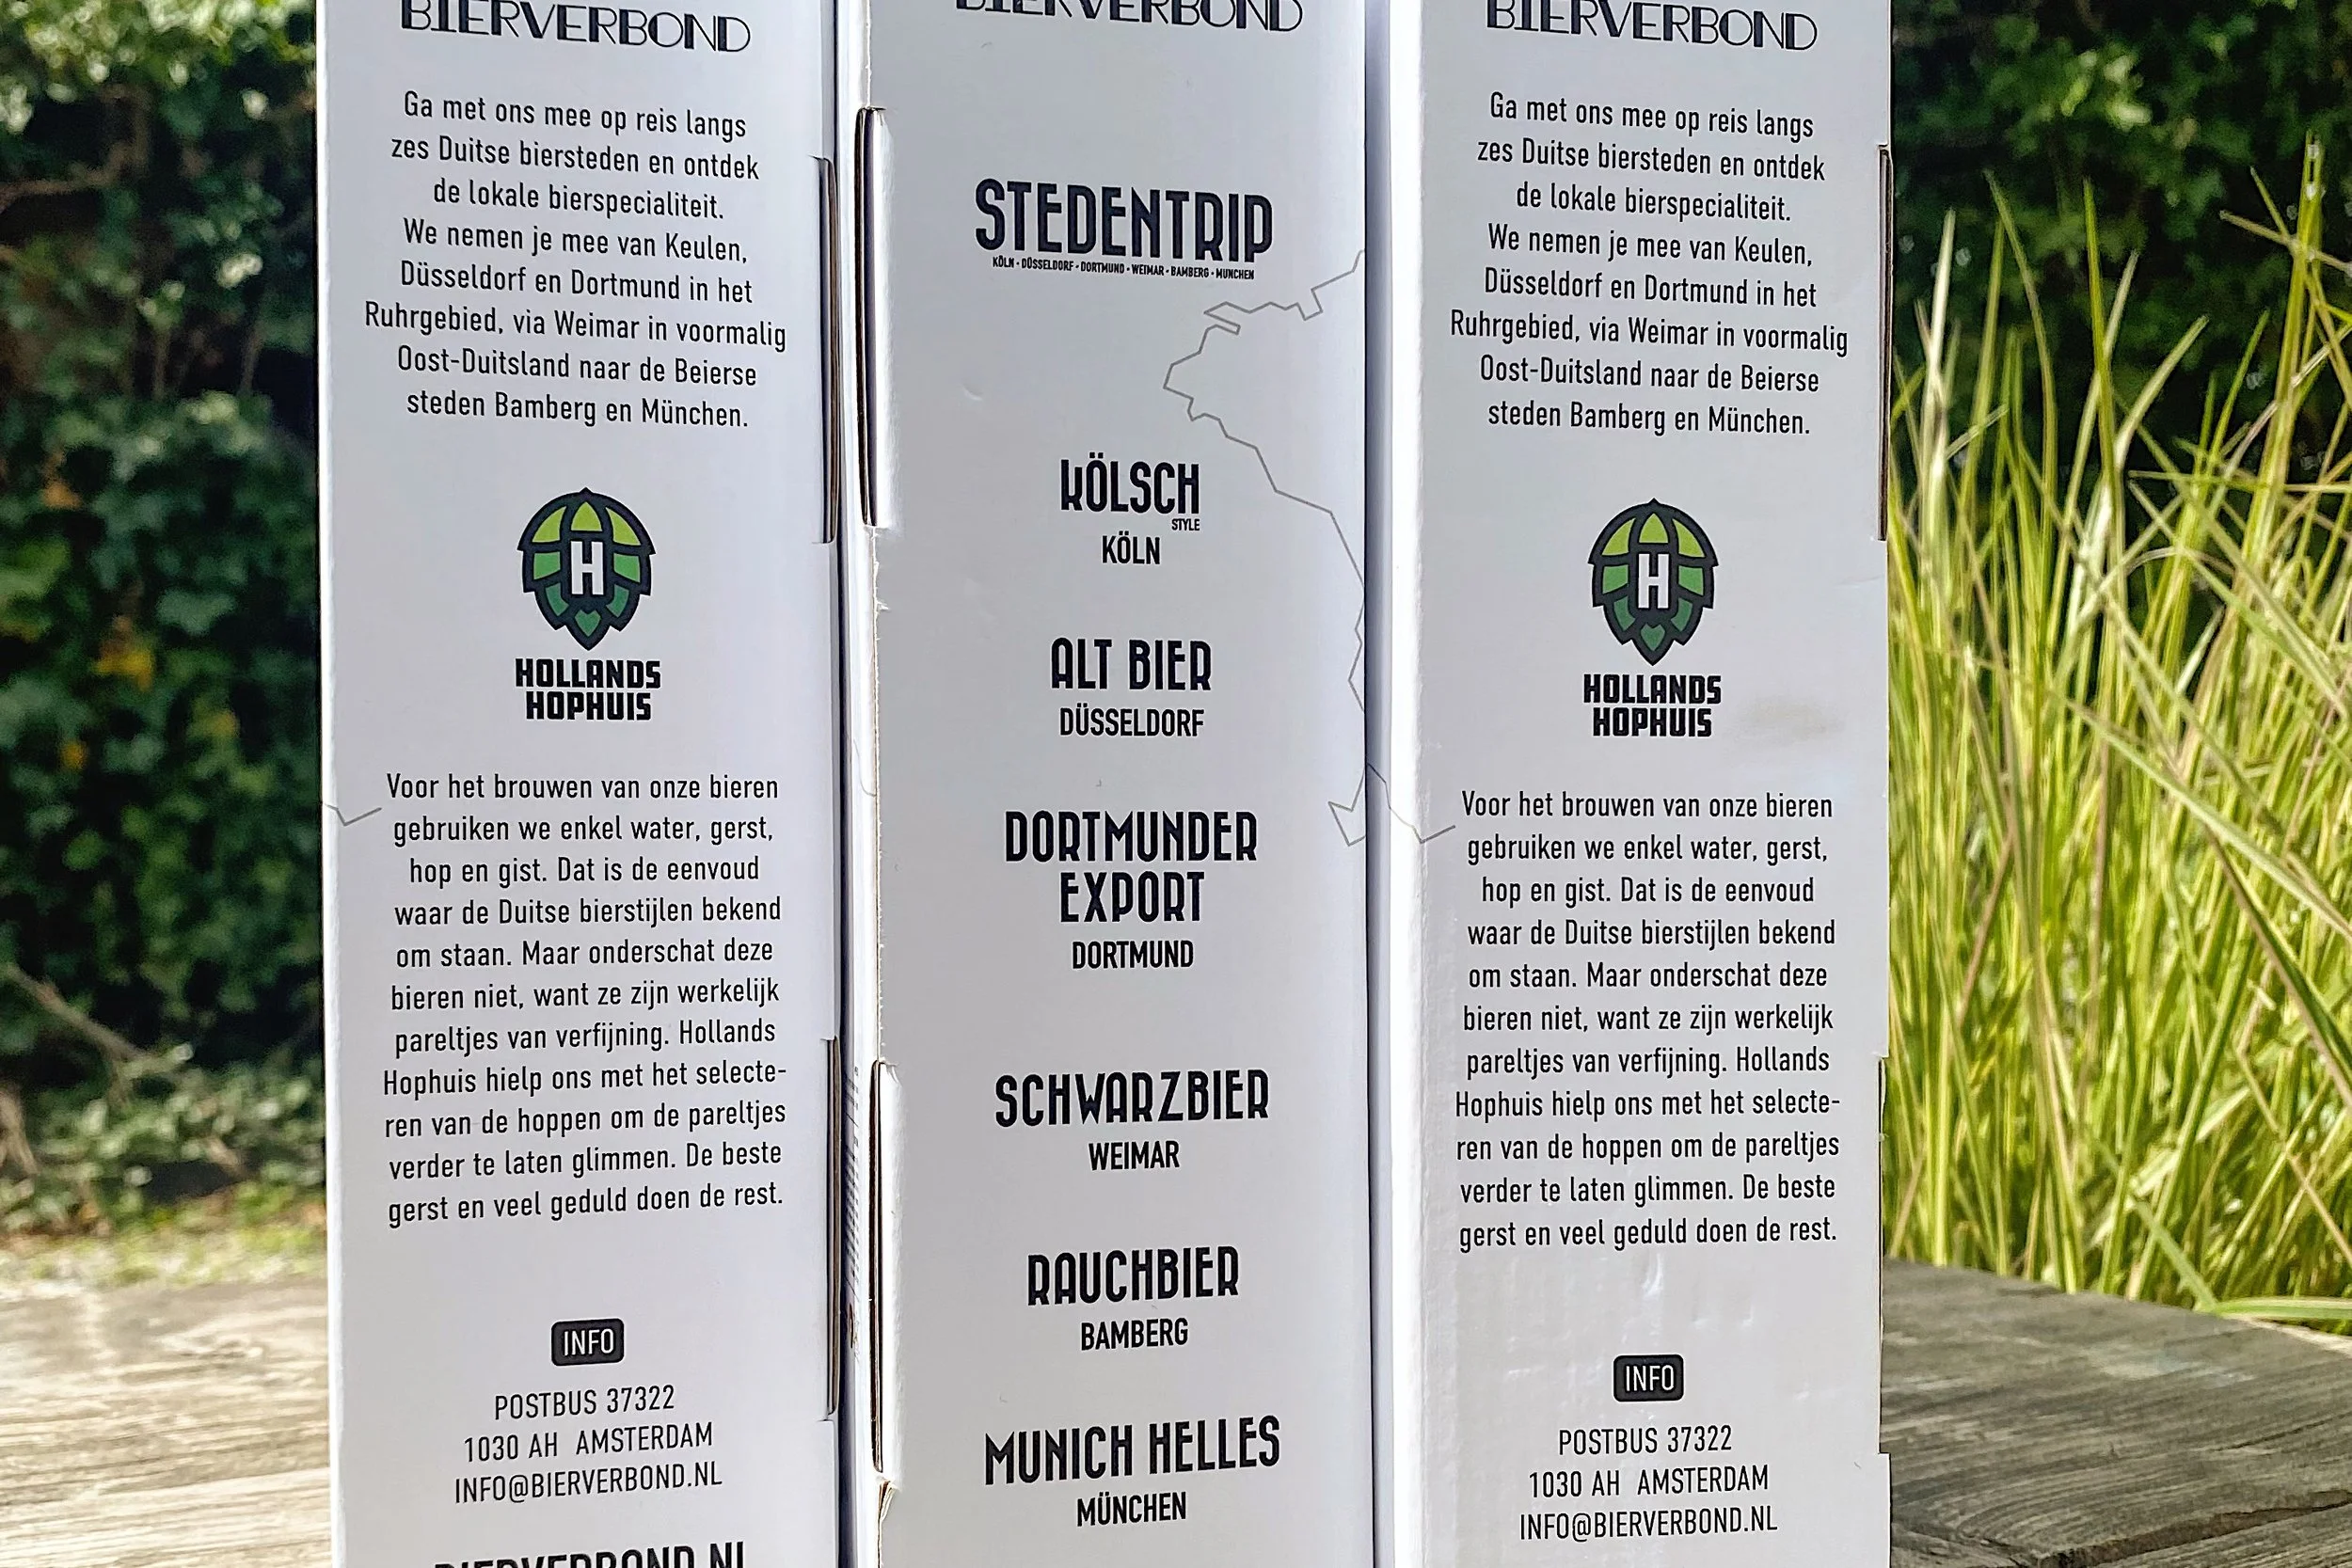 BIERVERBOND
Ga met ons mee op reis langs
zes Duitse biersteden en ontdek
de lokale bierspecialiteit.
We nemen je mee van Keulen,
Düsseldorf en Dortmund in het
Ruhrgebied, via Weimar in voormalig
Oost-Duitsland naar de Beierse
steden Bamberg en München.
H
HOLLANDS
HOPHUIS
Voor het brouwen van onze bieren
gebruiken we enkel water, gerst,
hop en gist. Dat is de eenvoud
waar de Duitse bierstijlen bekend
om staan. Maar onderschat deze
bieren niet, want ze zijn werkelijk
pareltjes van verfijning. Hollands
Hophuis hielp ons met het selecte-
ren van de hoppen om de pareltjes
verder te laten glimmen. De beste
gerst en veel geduld doen de rest.
INFO
POSTBUS 37322
1030 AH AMSTERDAM
INFO@BIERVERBOND.NL
BIERVERBOND.NL
BIERVERBOND
STEDENTRIP
KÖLN • DÜSSELDORF • DORTMUND • WEIMAR • BAMBERG • MUNCHEN
KÖLSCH
STYLE
KÖLN
ALT BIER
DÜSSELDORF
DORTMUNDER
EXPORT
DORTMUND
SCHWARZBIER
WEIMAR
RAUCHBIER
BAMBERG
MUNICH HELLES
MÜNCHEN
BIERVERBOND
Ga met ons mee op reis langs
zes Duitse biersteden en ontdek
de lokale bierspecialiteit.
We nemen je mee van Keulen,
Düsseldorf en Dortmund in het
Ruhrgebied, via Weimar in voormalig
Oost-Duitsland naar de Beierse
steden Bamberg en München.
H
HOLLANDS
HOPHUIS
Voor het brouwen van onze bieren
gebruiken we enkel water, gerst,
hop en gist. Dat is de eenvoud
waar de Duitse bierstijlen bekend
om staan. Maar onderschat deze
bieren niet, want ze zijn werkelijk
pareltjes van verfijning. Hollands
Hophuis hielp ons met het selecte-
ren van de hoppen om de pareltjes
verder te laten glimmen. De beste
gerst en veel geduld doen de rest.
INFO
POSTBUS 37322
1030 AH AMSTERDAM
INFO@BIERVERBOND.NL